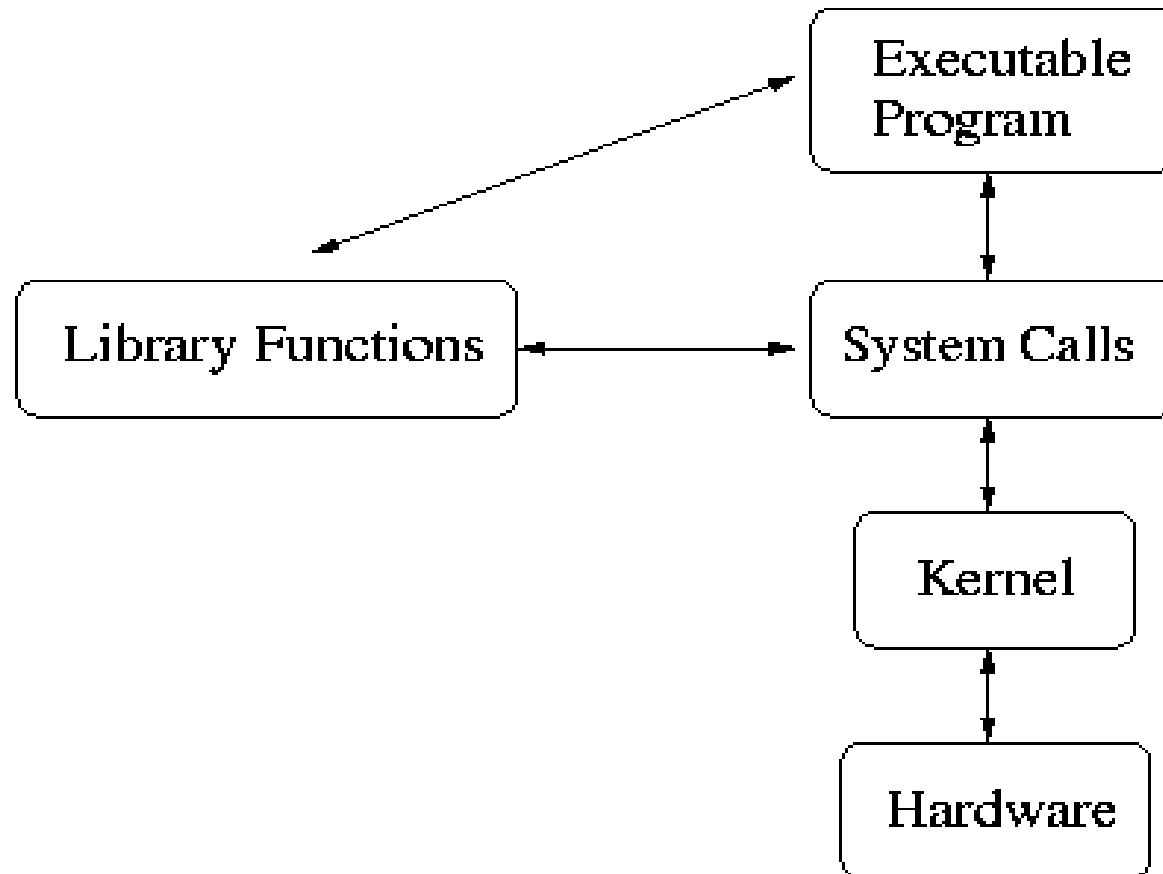 Executable
Program
Library Functions
System Calls
Kernel
Hardware